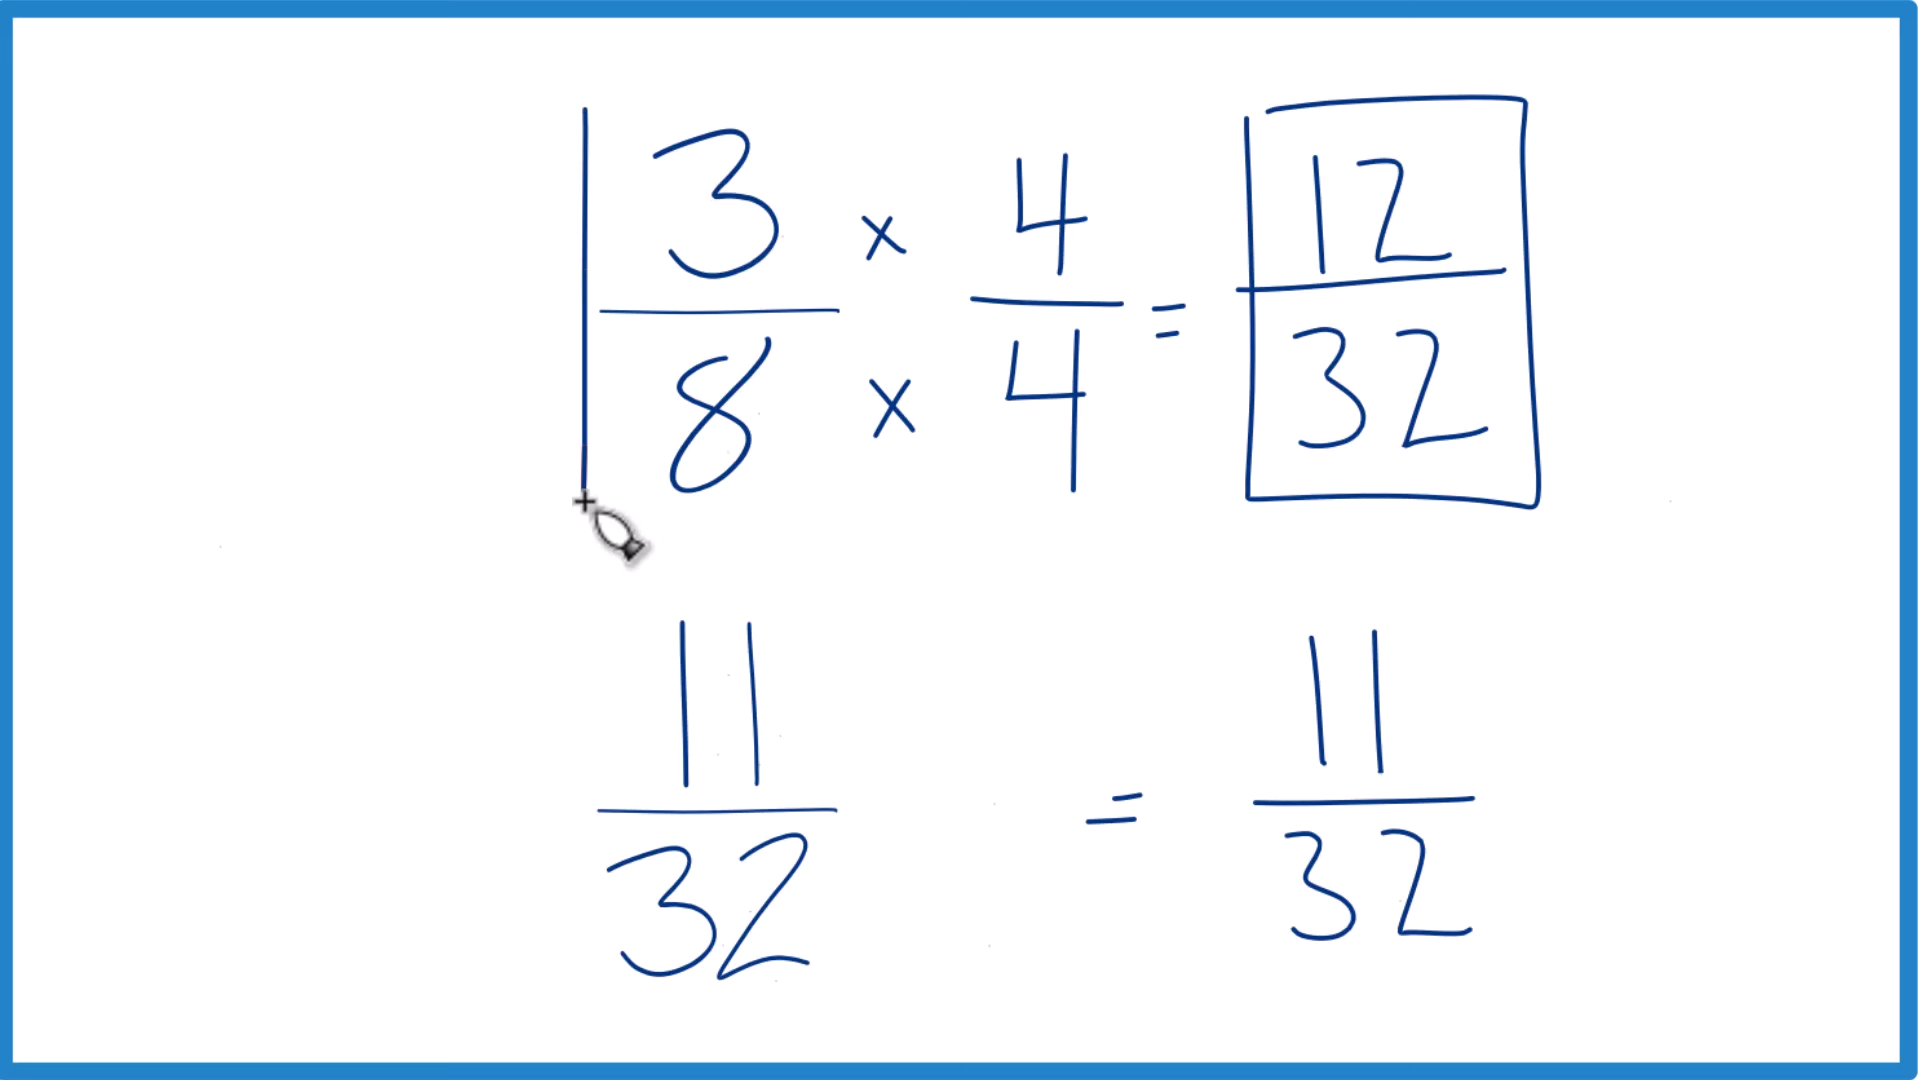 3/8 × 4/4 = 12/32
11/32 = 11/32